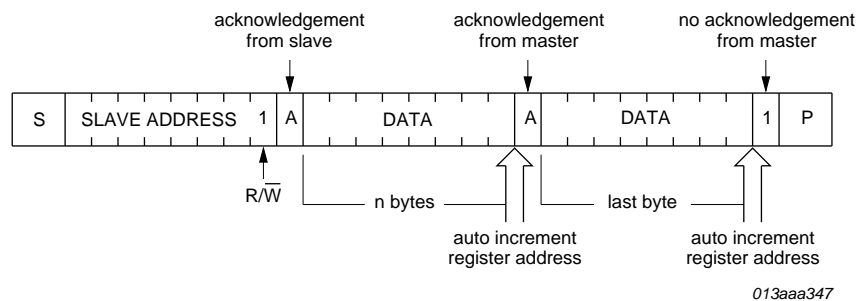 acknowledgement
from slave
acknowledgement
from master
no acknowledgement
from master
S SLAVE ADDRESS 1 A DATA A DATA 1 P
R/W̅
n bytes
last byte
auto increment
register address
auto increment
register address
013aaa347